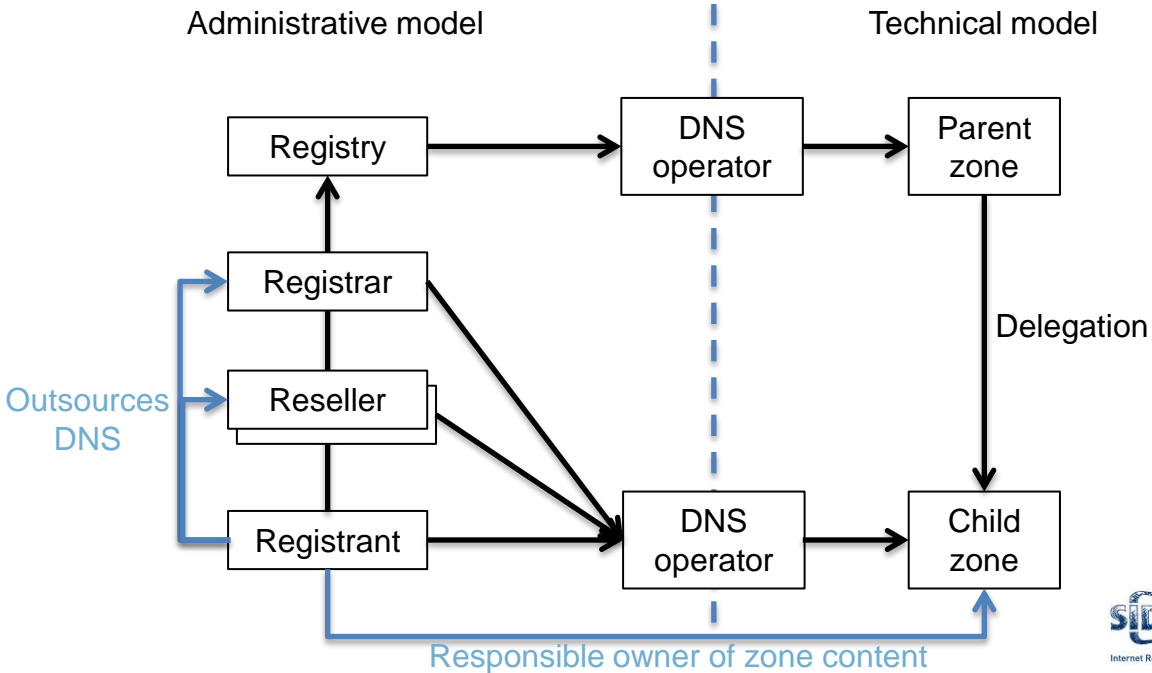 Administrative model
Technical model
Registry
DNS
operator
Parent
zone
Registrar
Delegation
Outsources
DNS
Reseller
Registrant
DNS
operator
Child
zone
Responsible owner of zone content
Internet